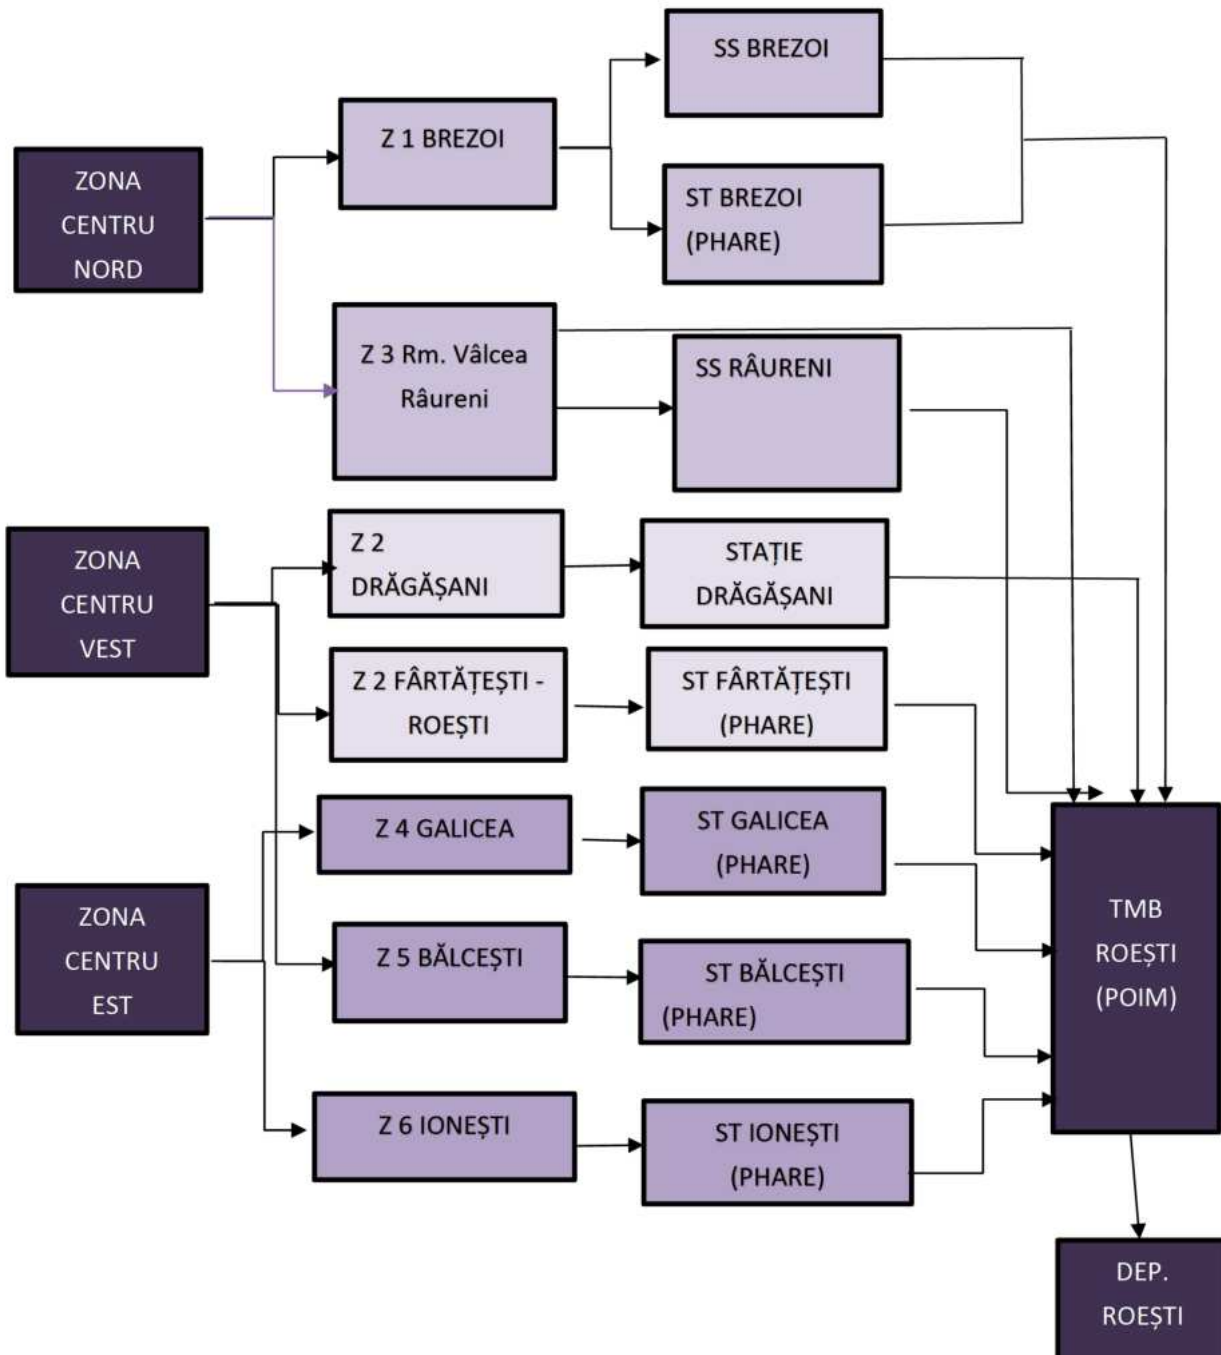 SS BREZOI
Z 1 BREZOI
ZONA
CENTRU
NORD
ST BREZOI
(PHARE)
Z 3 Rm. Vâlcea
Râureni
SS RÂURENI
ZONA
CENTRU
VEST
Z 2
DRĂGĂȘANI
STAȚIE
DRĂGĂȘANI
Z 2 FÂRTĂȚEȘTI -
ROEȘTI
ST FÂRTĂȚEȘTI
(PHARE)
Z 4 GALICEA
ST GALICEA
(PHARE)
ZONA
CENTRU
EST
Z 5 BĂLCEȘTI
ST BĂLCEȘTI
(PHARE)
TMB
ROEȘTI
(POIM)
Z 6 IONEȘTI
ST IONEȘTI
(PHARE)
DEP.
ROEȘTI